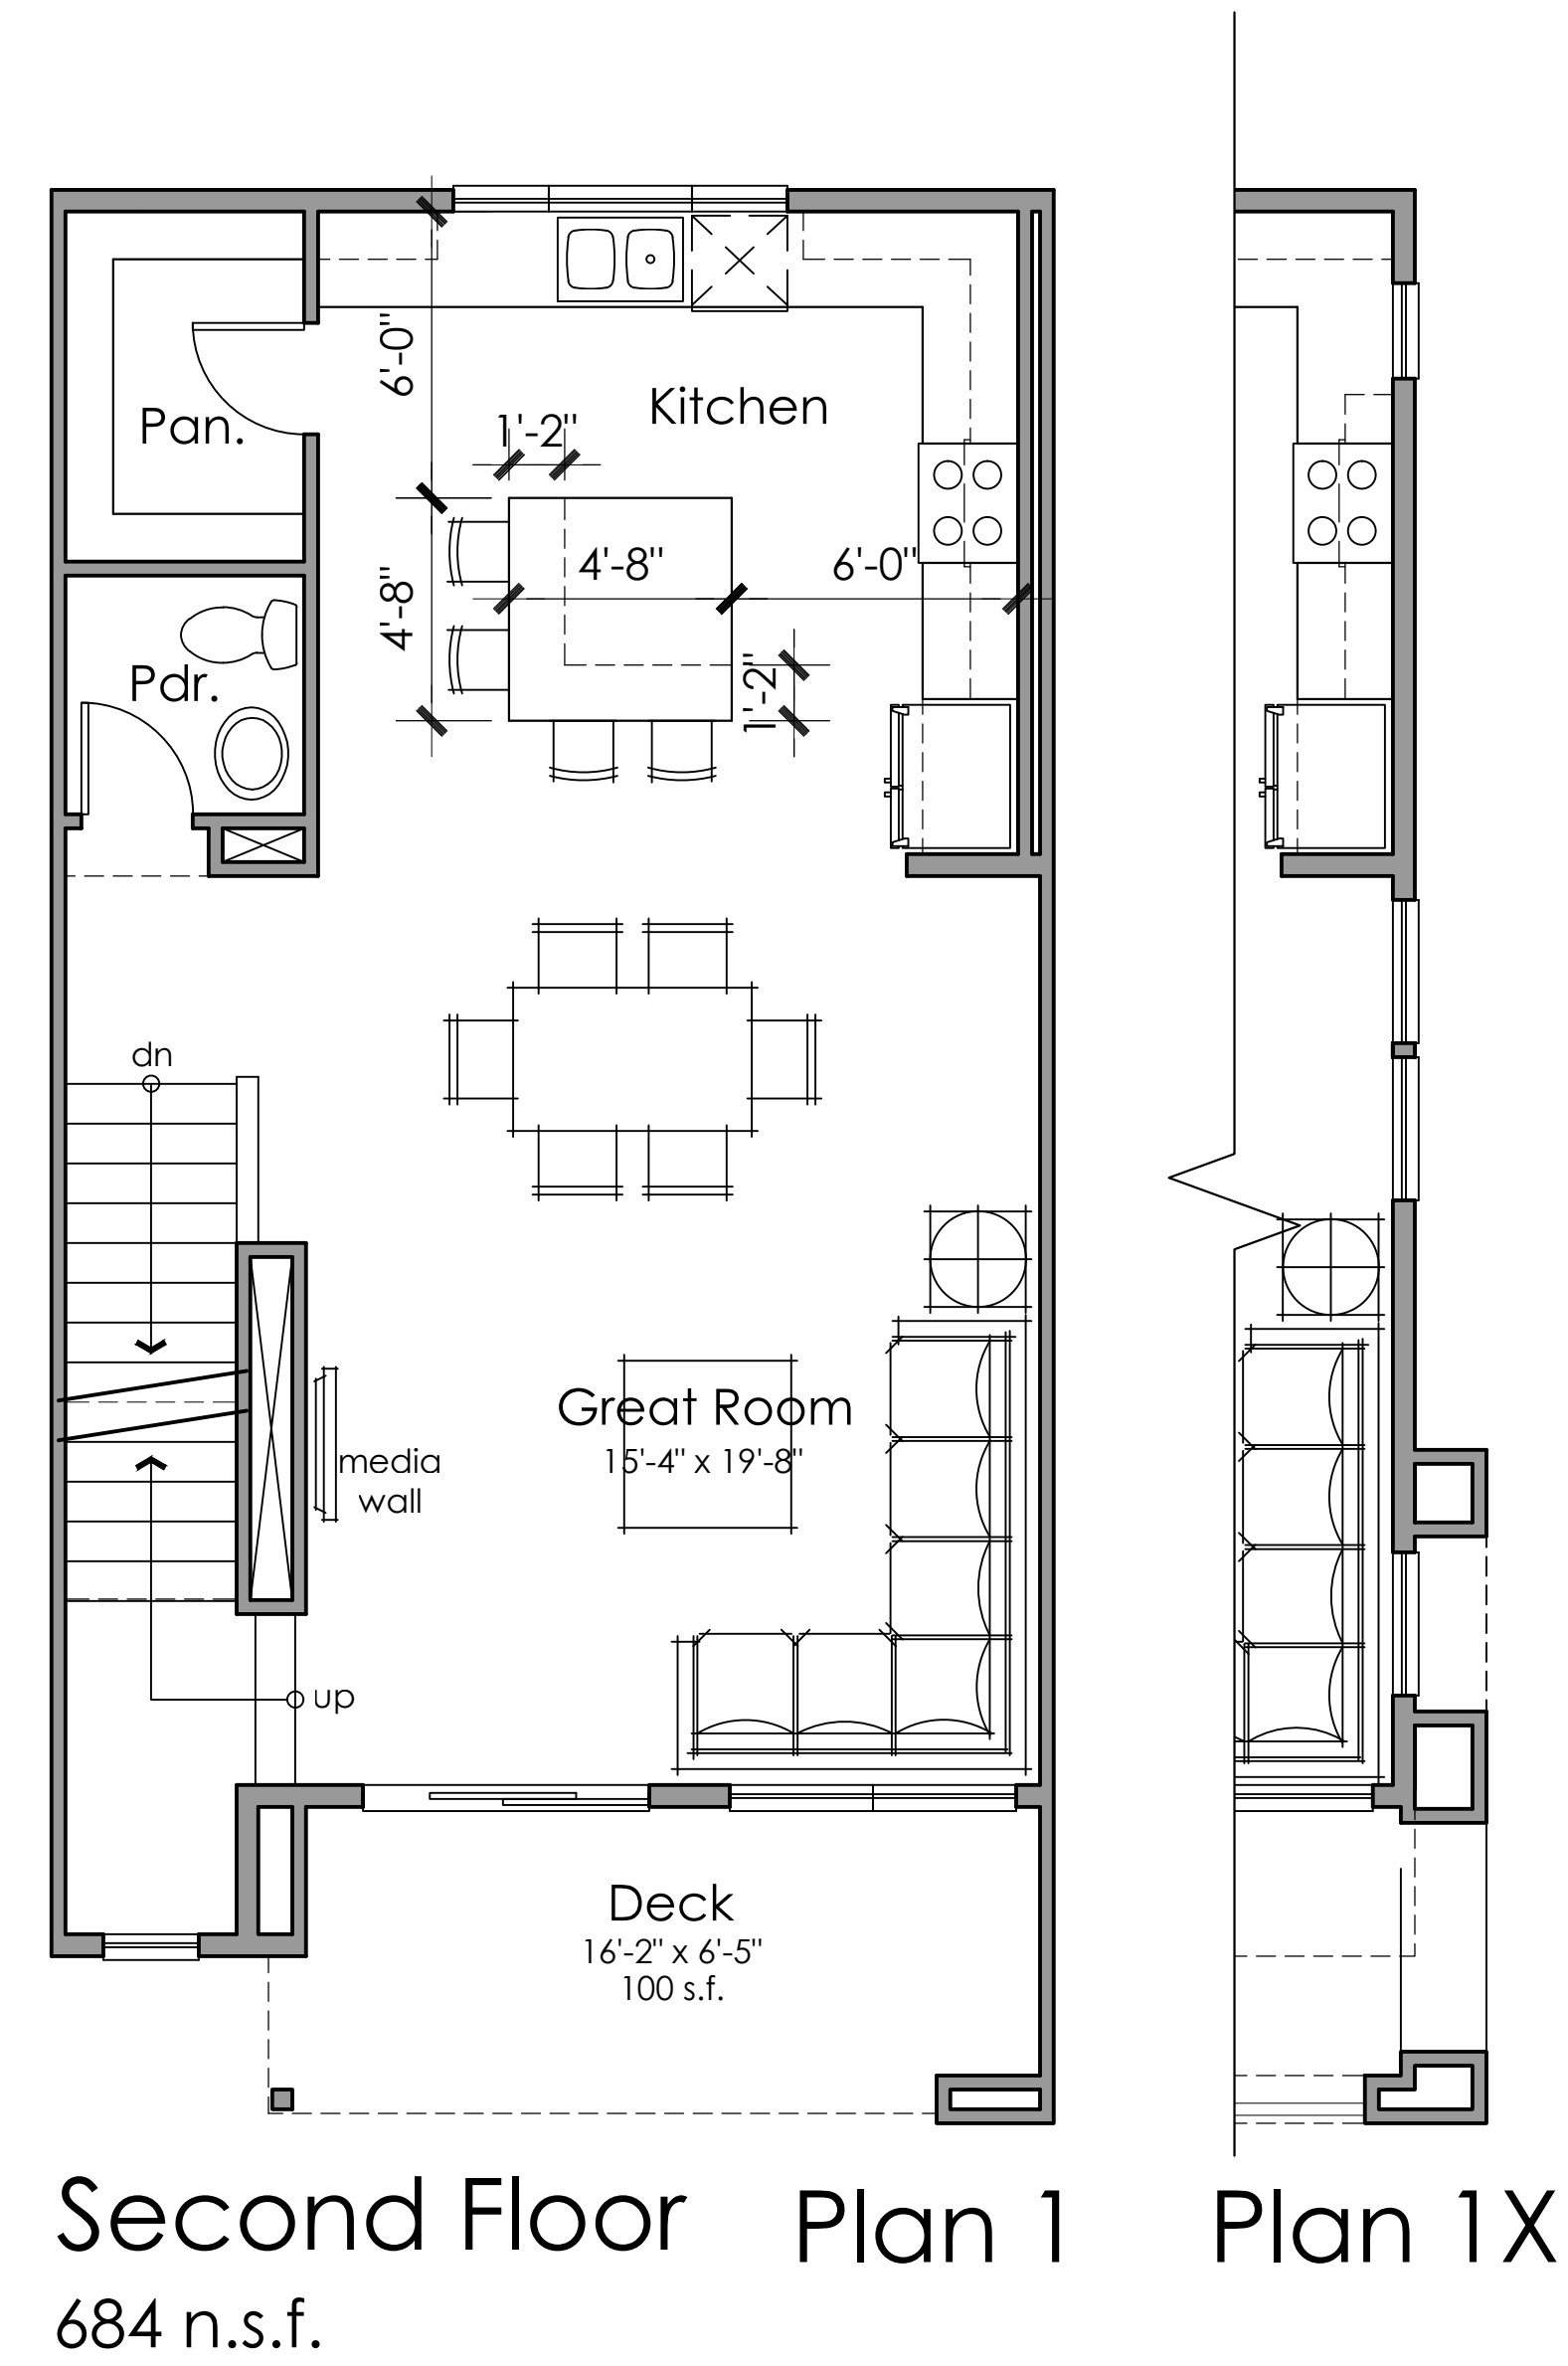 6'-0"
Kitchen
Pan.
1'-2"
4'-8"
6'-0"
4'-8"
Pdr.
1'-2"
dn
Great Room
15'-4" x 19'-8"
media
wall
up
Deck
16'-2" x 6'-5"
100 s.f.
Second Floor
Plan 1
Plan 1X
684 n.s.f.